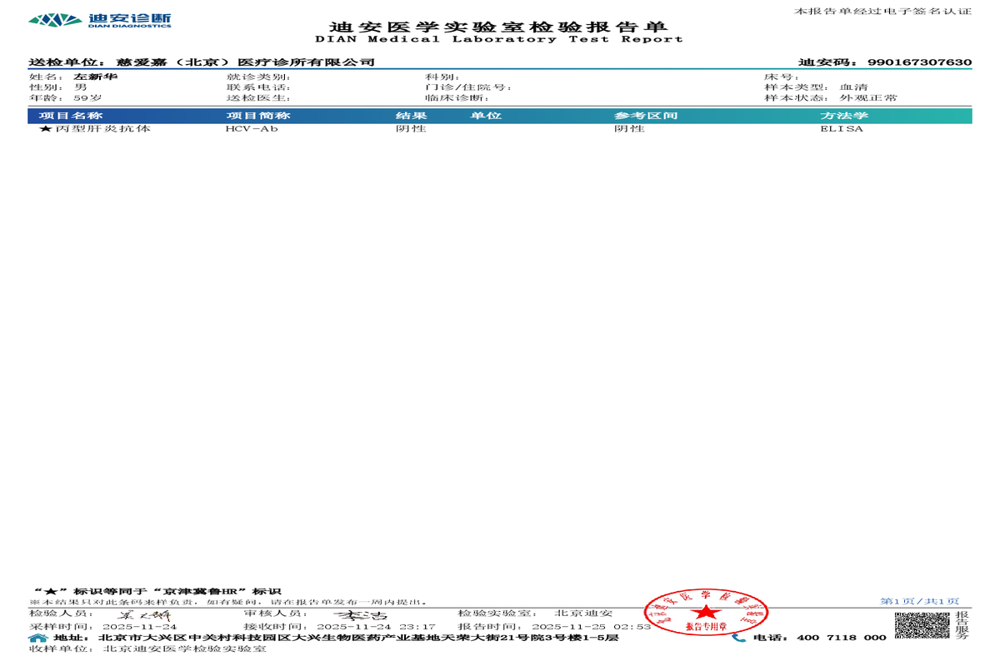 迪安诊断
DIAN DIAGNOSTICS
本报告单经过电子签名认证
迪安医学实验室检验报告单
DIAN Medical Laboratory Test Report
送检单位：慈爱嘉（北京）医疗诊所有限公司 迪安码：990167307630
姓名：左新华 就诊类别： 科别： 床号：
性别：男 联系电话： 门诊/住院号： 样本类型：血清
年龄：59岁 送检医生： 临床诊断： 样本状态：外观正常
项目名称 项目简称 结果 单位 参考区间 方法学
★丙型肝炎抗体 HCV-Ab 阴性 阴性 ELISA
“★”标识等同于“京津冀鲁HR”标识
※本结果只对此条码来样负责，如有疑问，请在报告单发布一周内提出。
第1页/共1页
检验人员： 审核人员：李洁 检验实验室：北京迪安
采样时间：2025-11-24 接收时间：2025-11-24 23:17 报告时间：2025-11-25 02:53
报告专用章
地址：北京市大兴区中关村科技园区大兴生物医药产业基地天荣大街21号院3号楼1-5层 电话：400 7118 000
收样单位：北京迪安医学检验实验室
报告服务